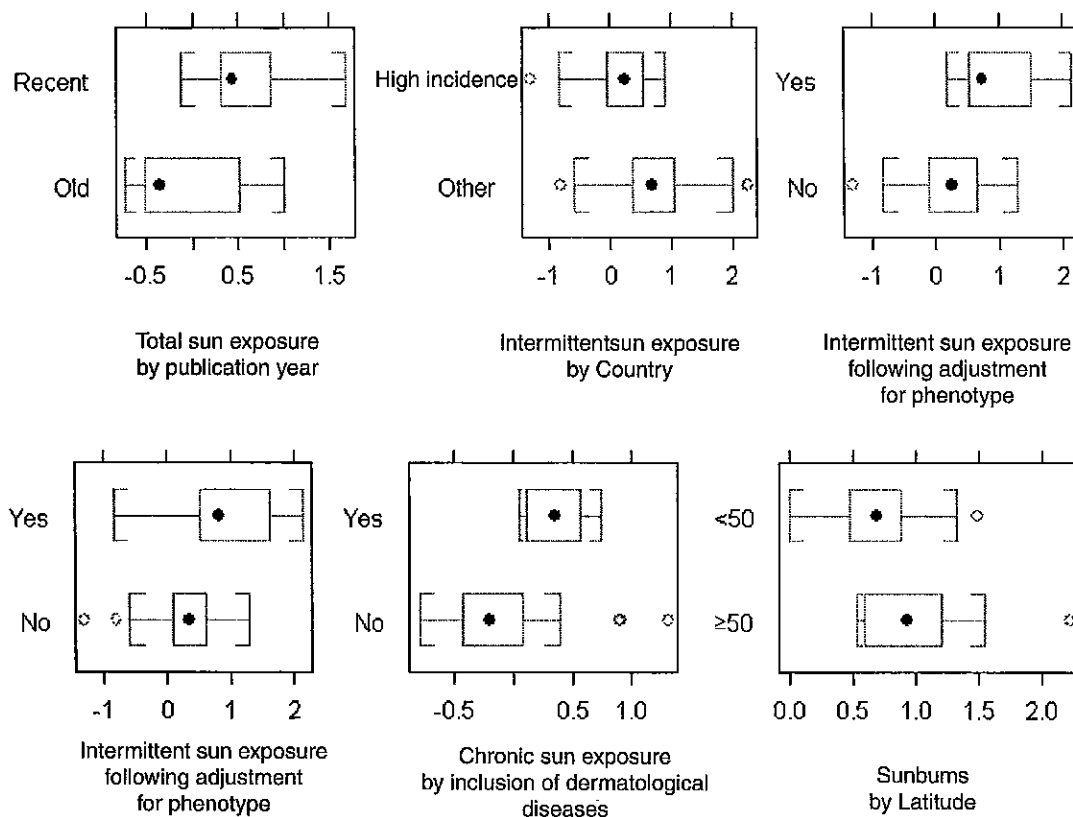 Recent
Old
-0.5 0.5 1.5
Total sun exposure
by publication year
High incidence
Other
-1 0 1 2
Intermittentsun exposure
by Country
Yes
No
-1 0 1 2
Intermittent sun exposure
following adjustment
for phenotype
Yes
No
-1 0 1 2
Intermittent sun exposure
following adjustment
for phenotype
Yes
No
-0.5 0.5 1.0
Chronic sun exposure
by inclusion of dermatological
diseases
<50
≥50
0.0 0.5 1.0 1.5 2.0
Sunbums
by Latitude